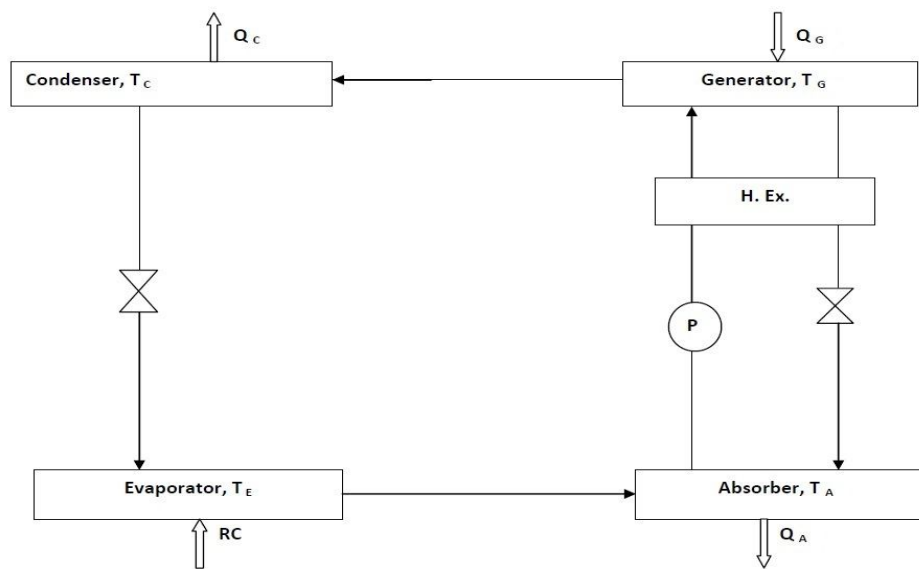 Q C
Q G
Condenser, T C
Generator, T G
H. Ex.
P
Evaporator, T E
Absorber, T A
RC
Q A